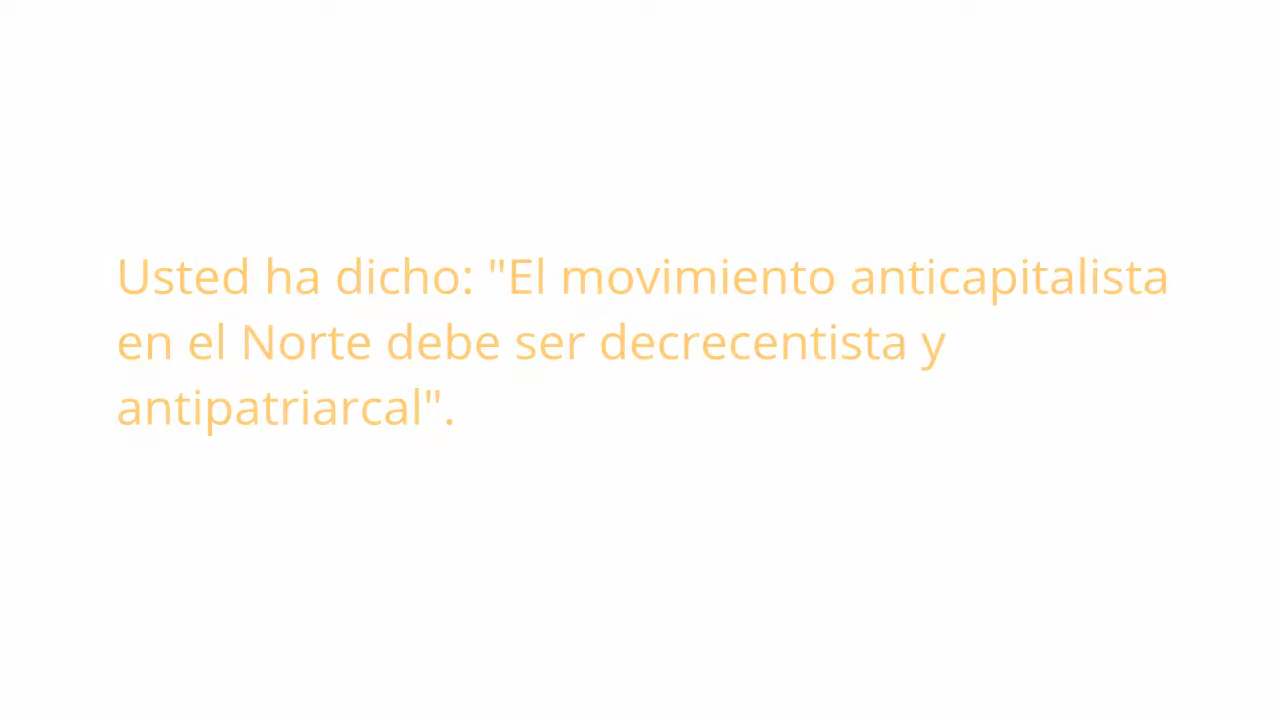 Usted ha dicho: "El movimiento anticapitalista
en el Norte debe ser decrecentista y
antipatriarcal".